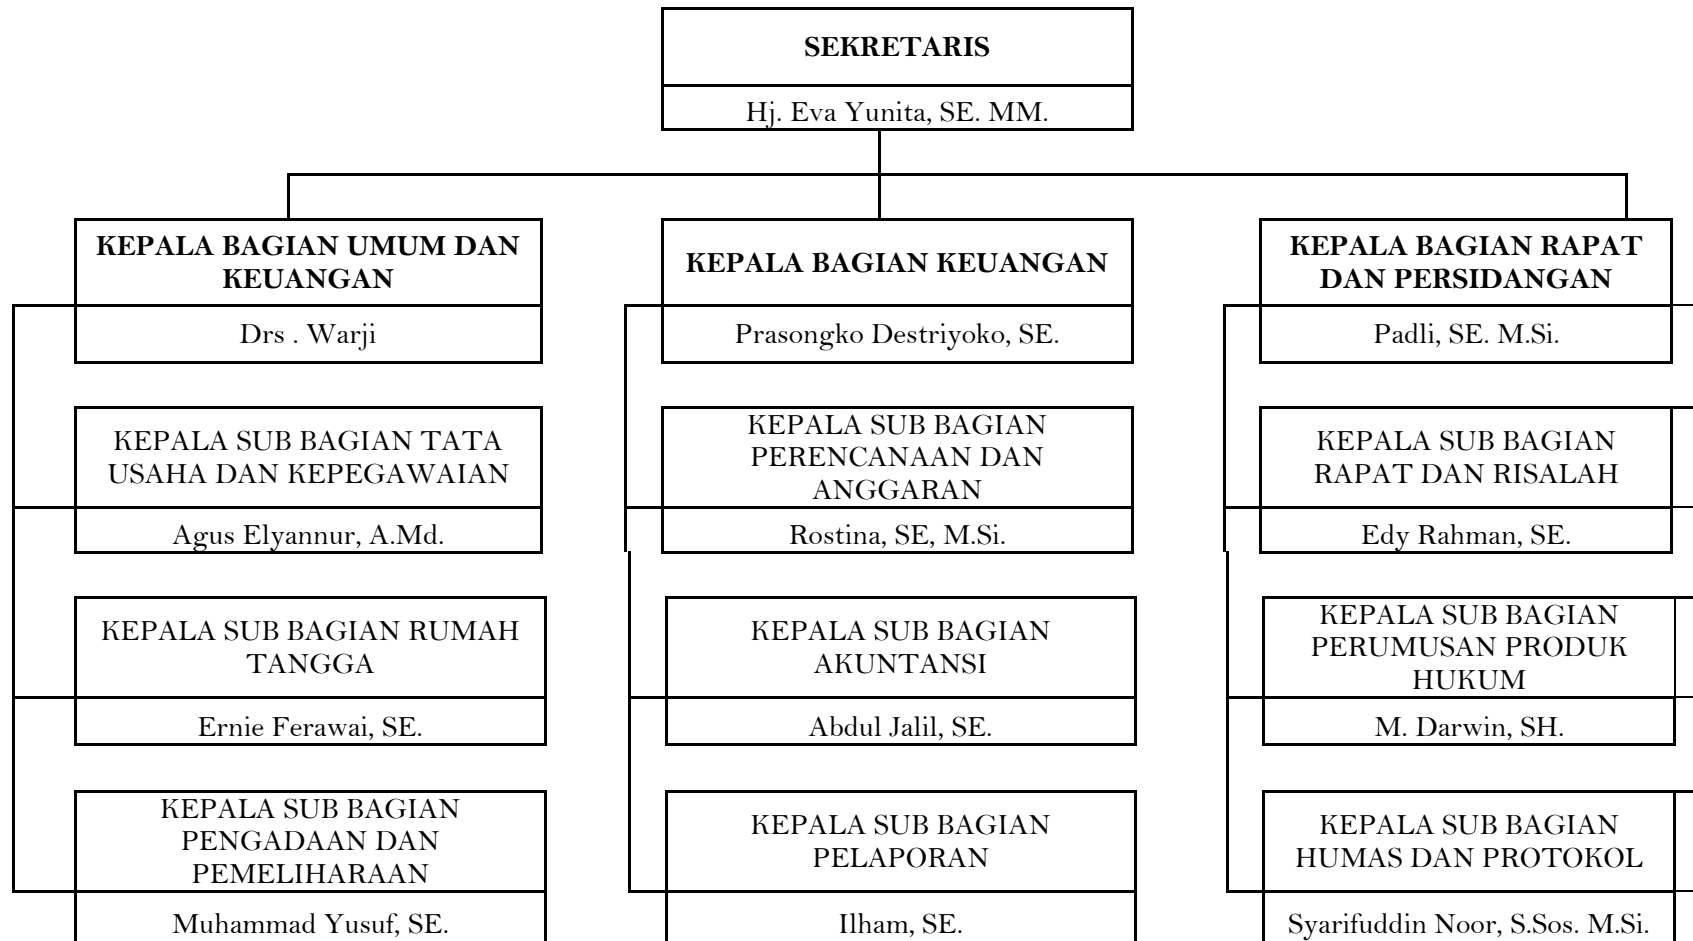 SEKRETARIS
Hj. Eva Yunita, SE. MM.
KEPALA BAGIAN UMUM DAN
KEUANGAN
Drs . Warji
KEPALA BAGIAN KEUANGAN
Prasongko Destriyoko, SE.
KEPALA BAGIAN RAPAT
DAN PERSIDANGAN
Padli, SE. M.Si.
KEPALA SUB BAGIAN TATA
USAHA DAN KEPEGAWAIAN
Agus Elyannur, A.Md.
KEPALA SUB BAGIAN
PERENCANAAN DAN
ANGGARAN
Rostina, SE, M.Si.
KEPALA SUB BAGIAN
RAPAT DAN RISALAH
Edy Rahman, SE.
KEPALA SUB BAGIAN RUMAH
TANGGA
Ernie Ferawai, SE.
KEPALA SUB BAGIAN
AKUNTANSI
Abdul Jalil, SE.
KEPALA SUB BAGIAN
PERUMUSAN PRODUK
HUKUM
M. Darwin, SH.
KEPALA SUB BAGIAN
PENGADAAN DAN
PEMELIHARAAN
Muhammad Yusuf, SE.
KEPALA SUB BAGIAN
PELAPORAN
Ilham, SE.
KEPALA SUB BAGIAN
HUMAS DAN PROTOKOL
Syarifuddin Noor, S.Sos. M.Si.